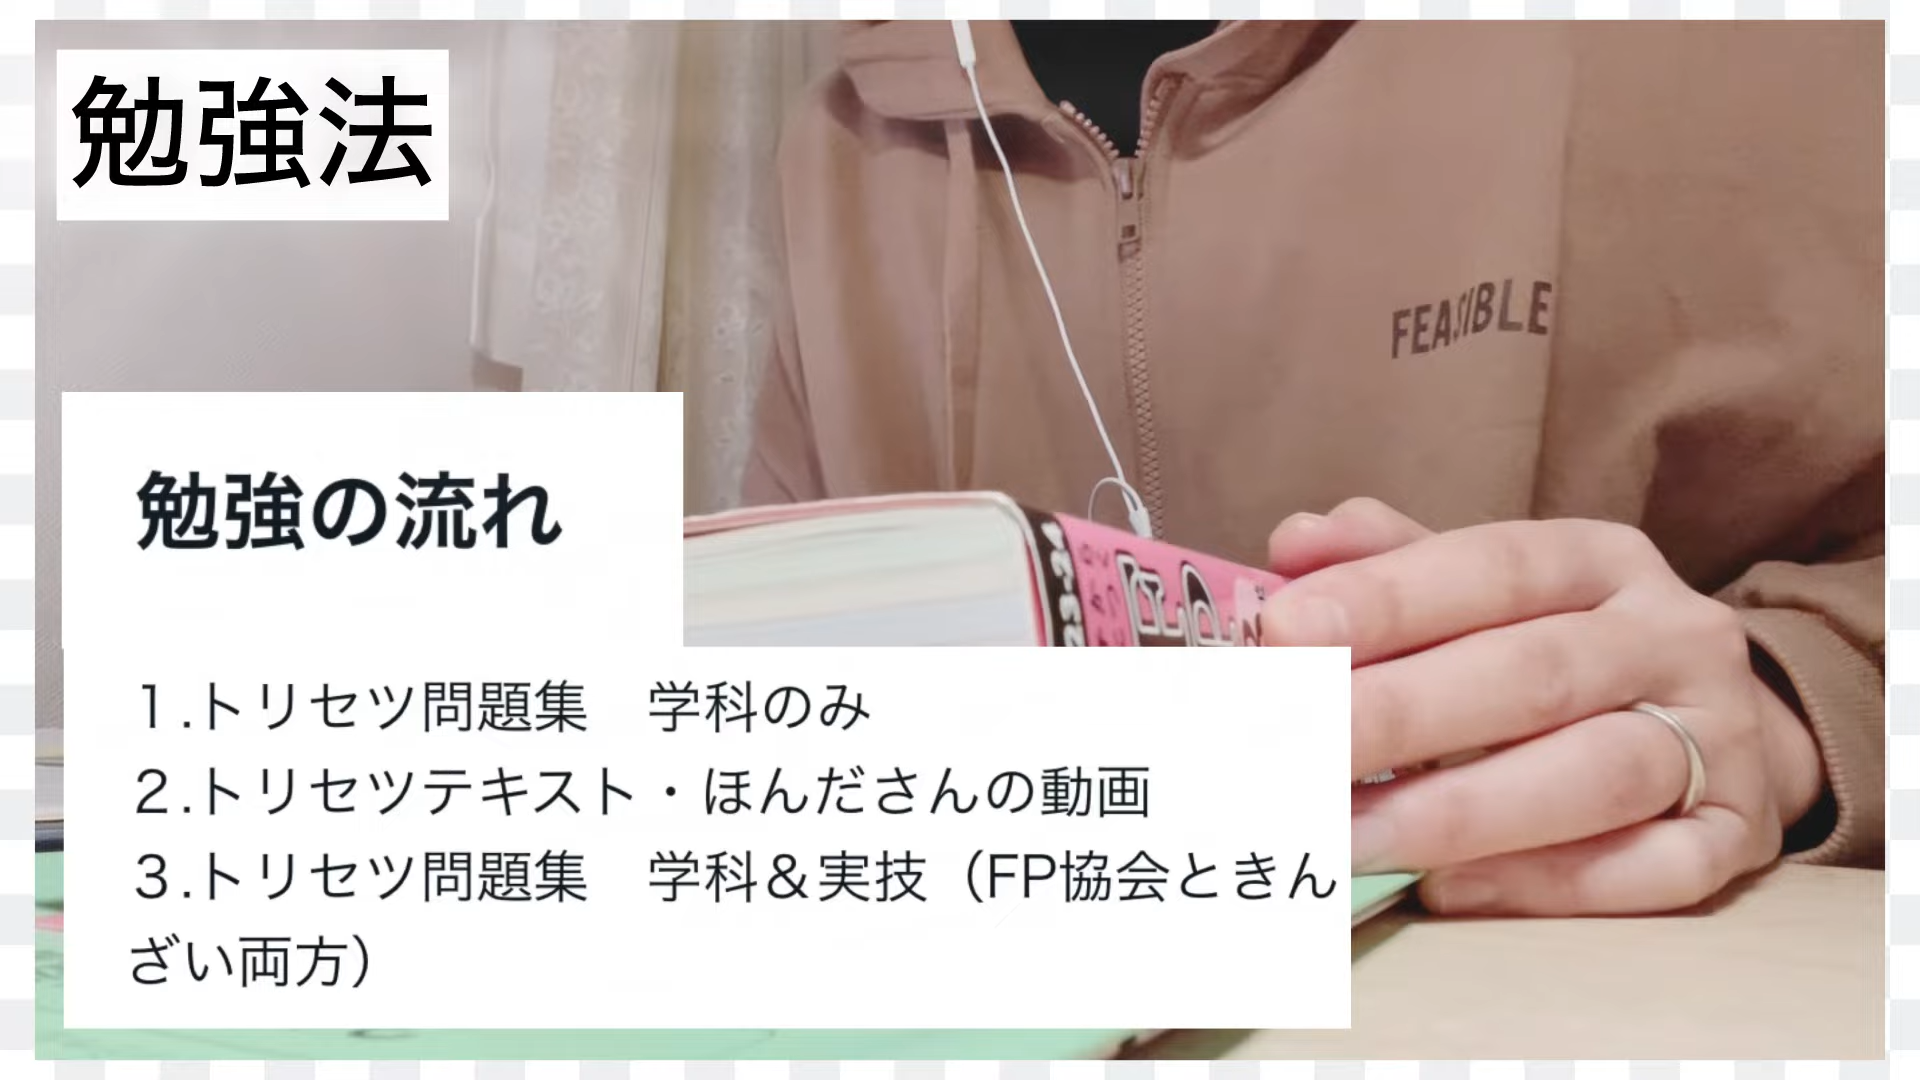 勉強法
FEASIBLE
勉強の流れ
23-24
FP
1.トリセツ問題集　学科のみ
2.トリセツテキスト・ほんださんの動画
3.トリセツ問題集　学科&実技（FP協会ときん
ざい両方）